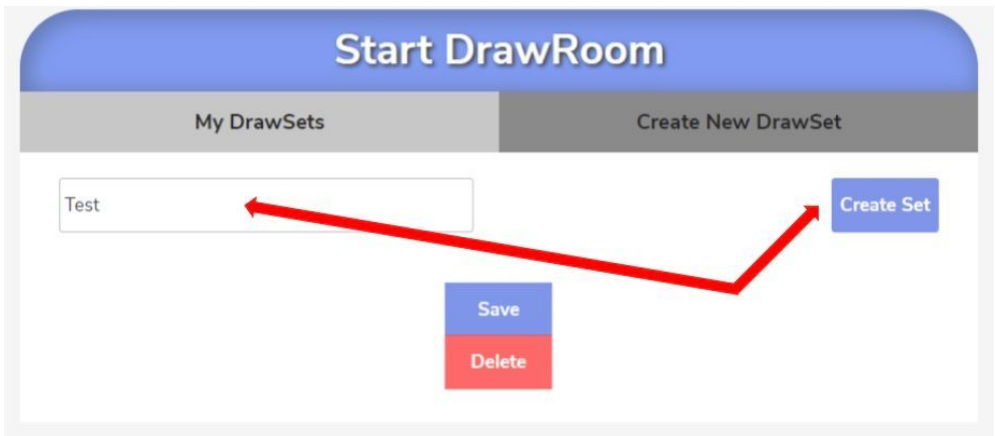 Start DrawRoom
My DrawSets
Create New DrawSet
Test
Create Set
Save
Delete